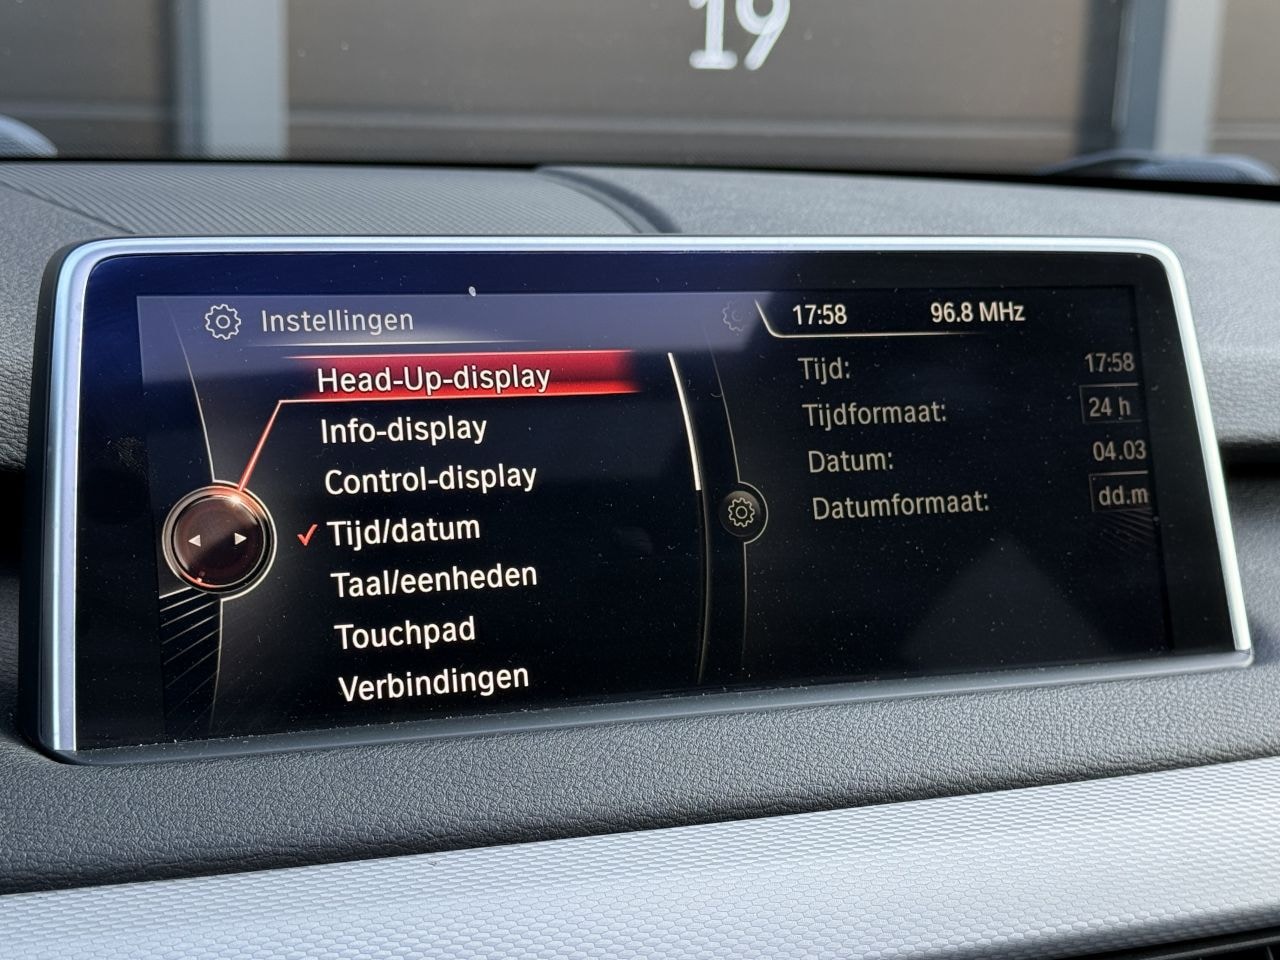 19
Instellingen
17:58 96.8 MHz
Head-Up-display
Info-display
Control-display
Tijd/datum
Taal/eenheden
Touchpad
Verbindingen
Tijd: 17:58
Tijdformaat: 24 h
Datum: 04.03
Datumformaat: dd.m